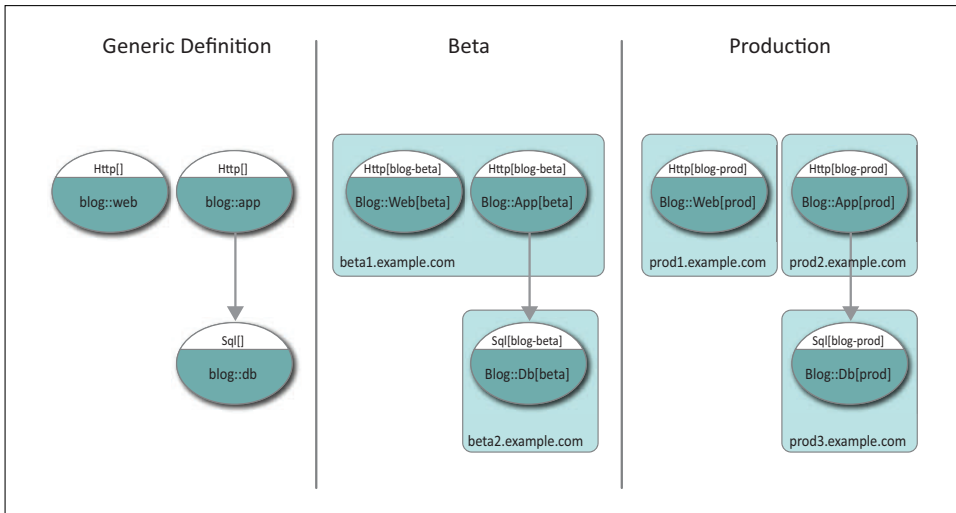 Generic Definition
Beta
Production
Http[]
blog::web
Http[]
blog::app
Sql[]
blog::db
Http[blog-beta]
Blog::Web[beta]
Http[blog-beta]
Blog::App[beta]
beta1.example.com
Sql[blog-beta]
Blog::Db[beta]
beta2.example.com
Http[blog-prod]
Blog::Web[prod]
prod1.example.com
Http[blog-prod]
Blog::App[prod]
prod2.example.com
Sql[blog-prod]
Blog::Db[prod]
prod3.example.com